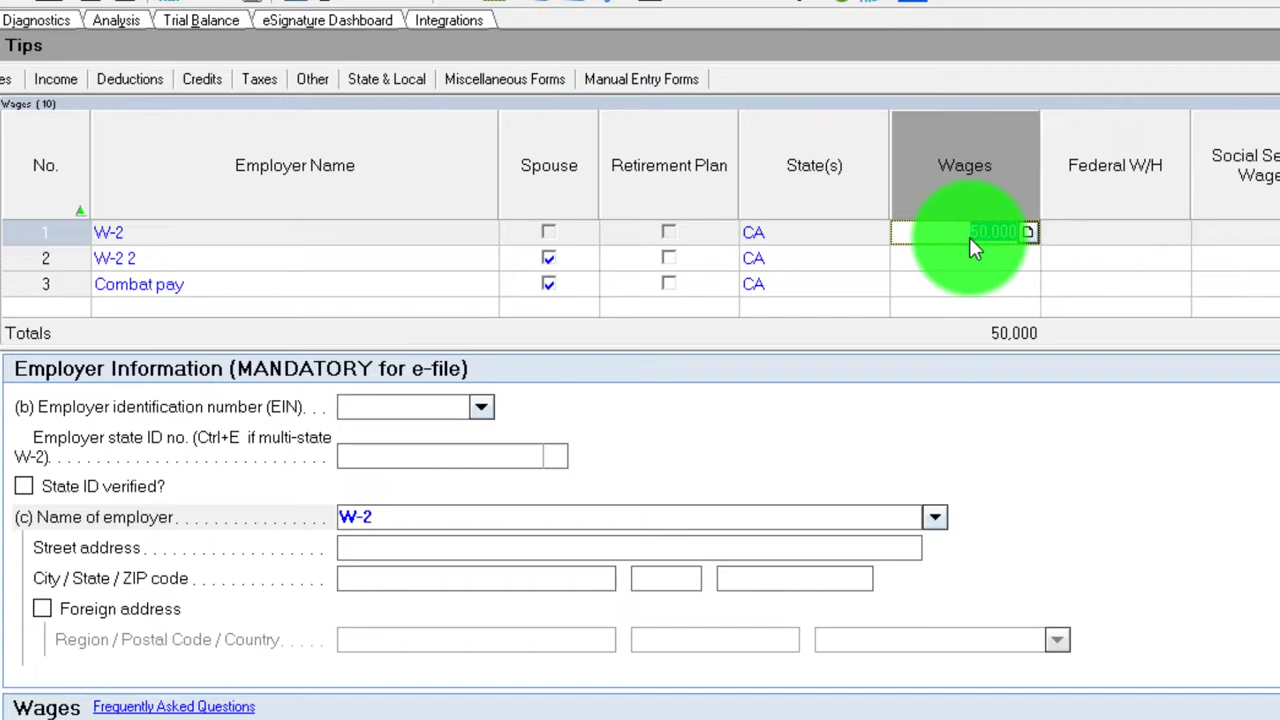 Diagnostics Analysis Trial Balance eSignature Dashboard Integrations
Tips
es Income Deductions Credits Taxes Other State & Local Miscellaneous Forms Manual Entry Forms
Wages (10)
No. Employer Name Spouse Retirement Plan State(s) Wages Federal W/H Social Se
Wage
1 W-2 CA 50,000
2 W-2 2 CA
3 Combat pay CA
Totals 50,000
Employer Information (MANDATORY for e-file)
(b) Employer identification number (EIN). . .
Employer state ID no. (Ctrl+E if multi-state
W-2). . . . . . . . . . . . . . . . . . . . . . . . . . . .
State ID verified?
(c) Name of employer. . . . . . . . . . . . . . . W-2
Street address . . . . . . . . . . . . . . . . .
City / State / ZIP code . . . . . . . . . . . . .
Foreign address
Region / Postal Code / Country. . . . .
Wages Frequently Asked Questions